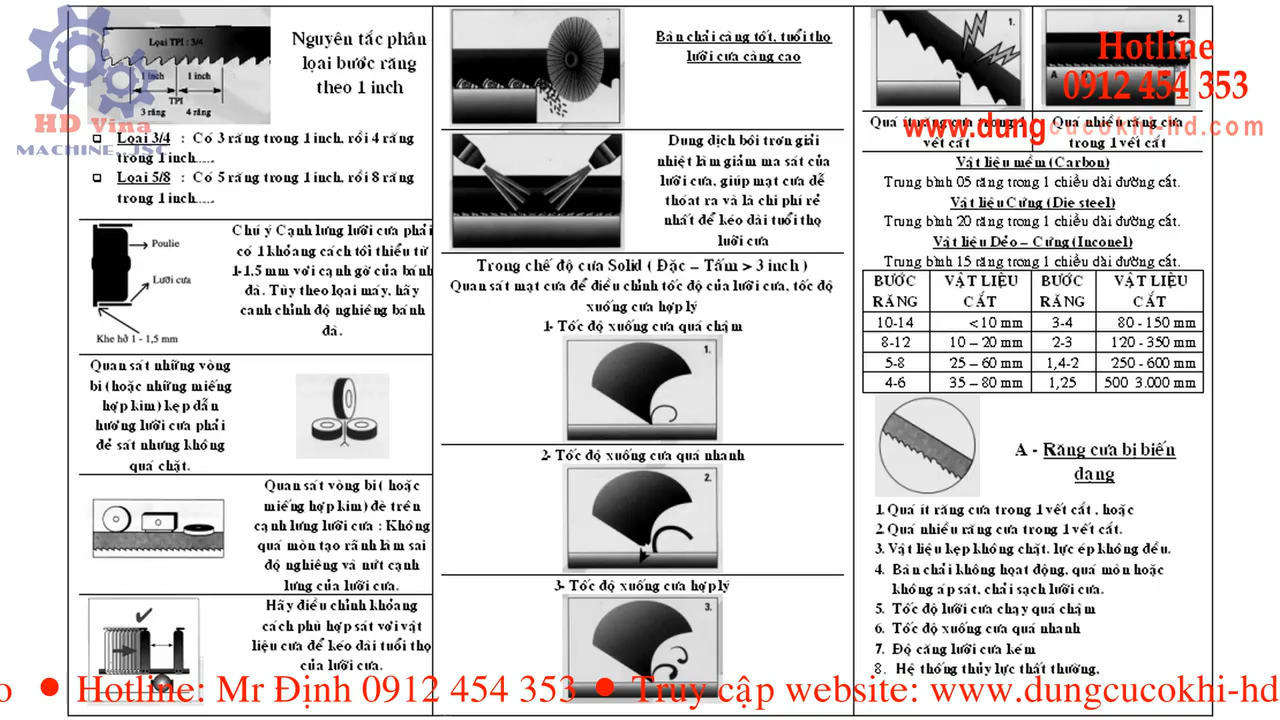 Loại TPI : 3/4
1 inch
1 inch
TPI
3 răng
4 răng
HD Vina
MACHINE.,JSC
Nguyên tắc phân
loại bước răng
theo 1 inch
Loại 3/4 : Có 3 răng trong 1 inch, rồi 4 răng
trong 1 inch.....
Loại 5/8 : Có 5 răng trong 1 inch, rồi 8 răng
trong 1 inch.....
Poulie
Lưỡi cưa
Khe hở 1 - 1,5 mm
Chú ý Cạnh lưng lưỡi cưa phải
có 1 khoảng cách tối thiểu từ
1-1,5 mm với cạnh gờ của bánh
đà. Tùy theo loại máy, hãy
canh chỉnh độ nghiêng bánh
đà.
Quan sát những vòng
bi (hoặc những miếng
hợp kim) kẹp dẫn
hướng lưỡi cưa phải
để sát nhưng không
quá chặt.
Quan sát vòng bi ( hoặc
miếng hợp kim) đè trên
cạnh lưng lưỡi cưa : Không
quá mòn tạo rãnh làm sai
độ nghiêng và nứt cạnh
lưng của lưỡi cưa.
Hãy điều chỉnh khoảng
cách phù hợp sát với vật
liệu cưa để kéo dài tuổi thọ
của lưỡi cưa.
Bàn chải càng tốt, tuổi thọ
lưỡi cưa càng cao
Dung dịch bôi trơn giải
nhiệt làm giảm ma sát của
lưỡi cưa, giúp mạt cưa dễ
thoát ra và là chi phí rẻ
nhất để kéo dài tuổi thọ
lưỡi cưa
Trong chế độ cưa Solid ( Đặc – Tấm > 3 inch )
Quan sát mạt cưa để điều chỉnh tốc độ của lưỡi cưa, tốc độ
xuống cưa hợp lý
1- Tốc độ xuống cưa quá chậm
1.
2- Tốc độ xuống cưa quá nhanh
2.
3- Tốc độ xuống cưa hợp lý
3.
1.
2.
A
Hotline
0912 454 353
www.dungcucokhi-hd.com
Quá ít răng cưa trong 1
vết cắt
Quá nhiều răng cưa
trong 1 vết cắt
Vật liệu mềm (Carbon)
Trung bình 05 răng trong 1 chiều dài đường cắt.
Vật liệu Cứng (Die steel)
Trung bình 20 răng trong 1 chiều dài đường cắt.
Vật liệu Dẻo – Cứng (Inconel)
Trung bình 15 răng trong 1 chiều dài đường cắt.
BƯỚC RĂNG VẬT LIỆU CẮT BƯỚC RĂNG VẬT LIỆU CẮT
10-14 < 10 mm 3-4 80 - 150 mm
8-12 10 – 20 mm 2-3 120 - 350 mm
5-8 25 – 60 mm 1,4-2 250 - 600 mm
4-6 35 – 80 mm 1,25 500 3.000 mm
A - Răng cưa bị biến
dạng
1. Quá ít răng cưa trong 1 vết cắt , hoặc
2. Quá nhiều răng cưa trong 1 vết cắt.
3. Vật liệu kẹp không chặt. lực ép không đều.
4. Bàn chải không hoạt động, quá mòn hoặc
không áp sát, chải sạch lưỡi cưa.
5. Tốc độ lưỡi cưa chạy quá chậm
6. Tốc độ xuống cưa quá nhanh
7. Độ căng lưỡi cưa kém
8. Hệ thống thủy lực thất thường,
o • Hotline: Mr Định 0912 454 353 • Truy cập website: www.dungcucokhi-hd